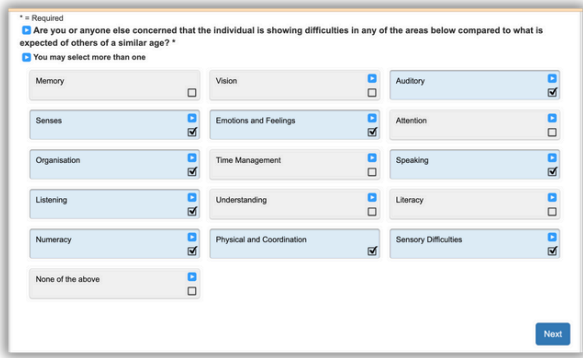 * = Required
Are you or anyone else concerned that the individual is showing difficulties in any of the areas below compared to what is
expected of others of a similar age? *
You may select more than one
Memory
Vision
Auditory
Senses
Emotions and Feelings
Attention
Organisation
Time Management
Speaking
Listening
Understanding
Literacy
Numeracy
Physical and Coordination
Sensory Difficulties
None of the above
Next